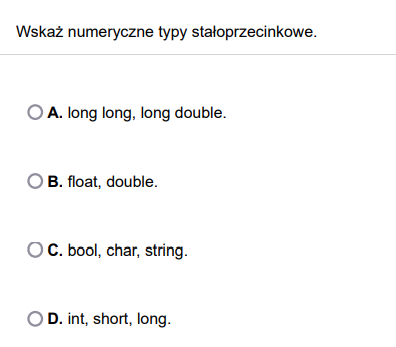 Wskaż numeryczne typy stałoprzecinkowe.
A. long long, long double.
B. float, double.
C. bool, char, string.
D. int, short, long.